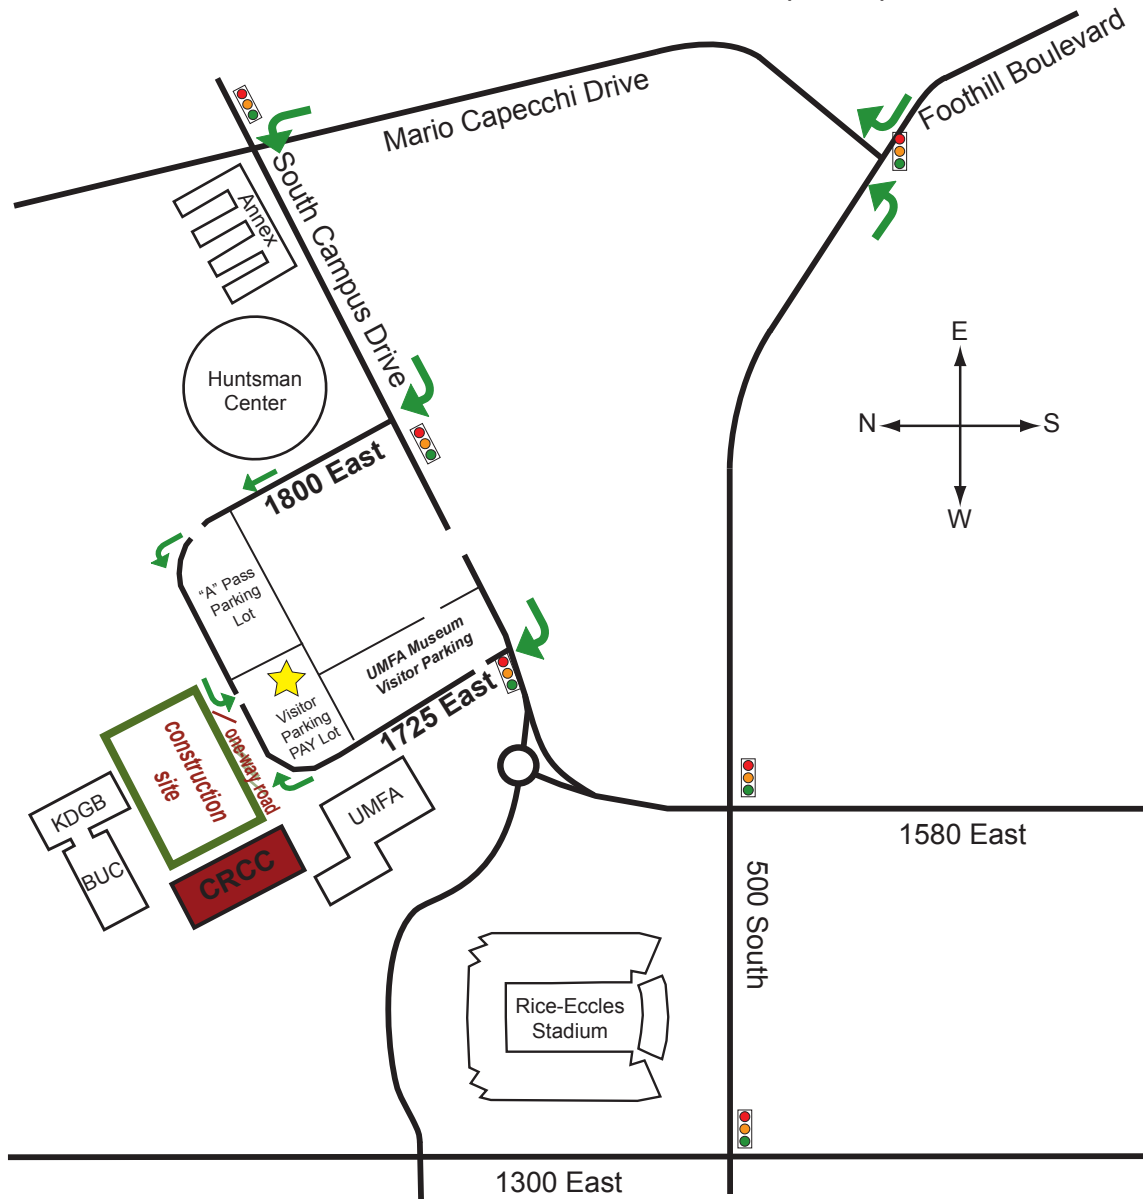 Foothill Boulevard
Mario Capecchi Drive
South Campus Drive
Annex
Huntsman
Center
E
N
S
W
1800 East
"A" Pass
Parking
Lot
UMFA Museum
Visitor Parking
Visitor
Parking
PAY Lot
1725 East
construction
site
one-way road
KDGB
BUC
CRCC
UMFA
1580 East
500 South
Rice-Eccles
Stadium
1300 East